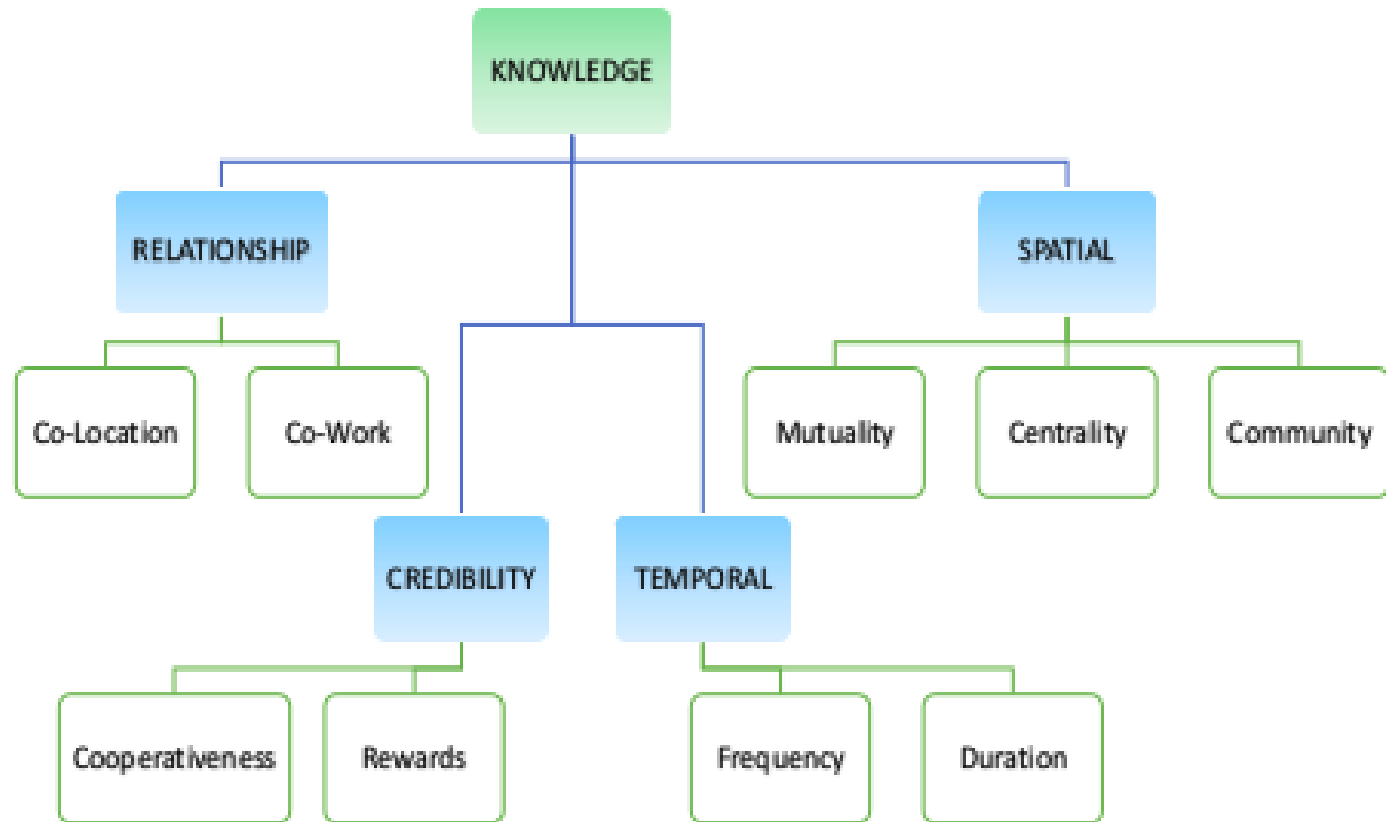 KNOWLEDGE
RELATIONSHIP
SPATIAL
Co-Location
Co-Work
Mutuality
Centrality
Community
CREDIBILITY
TEMPORAL
Cooperativeness
Rewards
Frequency
Duration